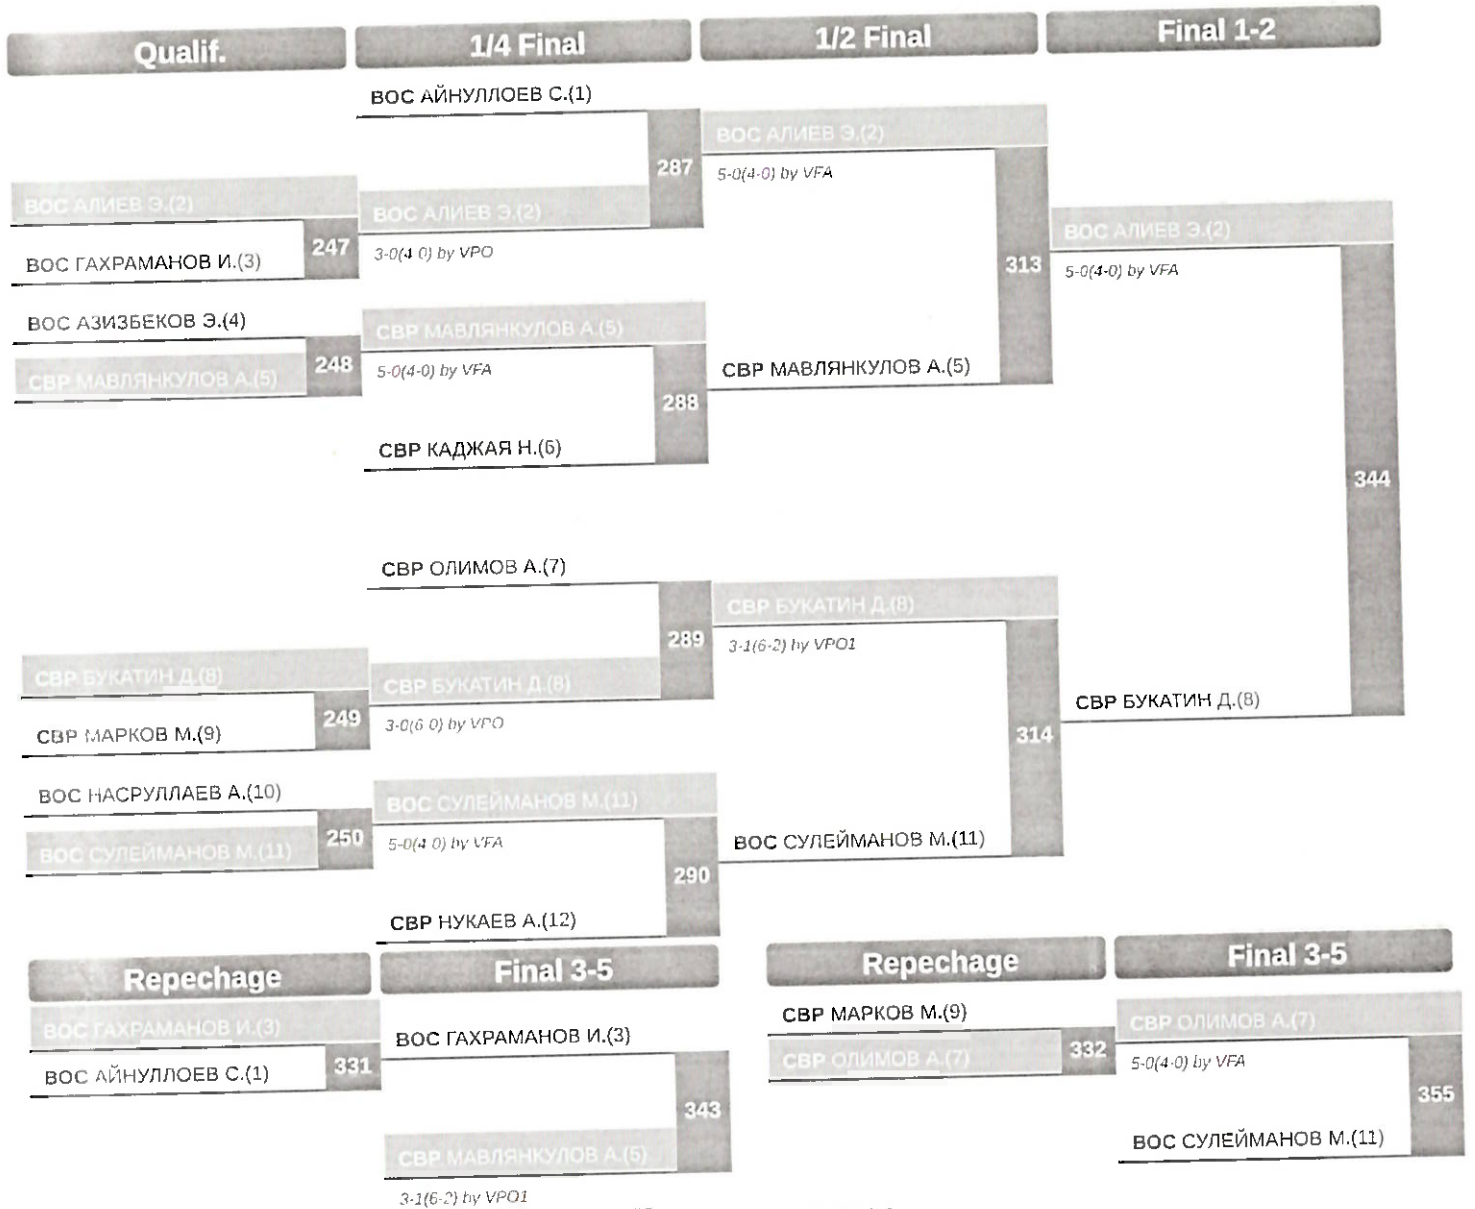 Qualif.
1/4 Final
1/2 Final
Final 1-2
ВОС АЙНУЛЛОЕВ С.(1)
287
ВОС АЛИЕВ Э.(2)
5-0(4-0) by VFA
ВОС АЛИЕВ Э.(2)
247
ВОС АЛИЕВ Э.(2)
3-0(4 0) by VPO
313
ВОС АЛИЕВ Э.(2)
5-0(4-0) by VFA
ВОС ГАХРАМАНОВ И.(3)
ВОС АЗИЗБЕКОВ Э.(4)
248
СВР МАВЛЯНКУЛОВ А.(5)
СВР МАВЛЯНКУЛОВ А.(5)
5-0(4-0) by VFA
288
СВР МАВЛЯНКУЛОВ А.(5)
СВР КАДЖАЯ Н.(6)
344
СВР ОЛИМОВ А.(7)
289
СВР БУКАТИН Д.(8)
3-1(6-2) by VPO1
СВР БУКАТИН Д.(8)
249
СВР БУКАТИН Д.(8)
3-0(6 0) by VPO
314
СВР БУКАТИН Д.(8)
СВР МАРКОВ М.(9)
ВОС НАСРУЛЛАЕВ А.(10)
250
ВОС СУЛЕЙМАНОВ М.(11)
ВОС СУЛЕЙМАНОВ М.(11)
5-0(4 0) by VFA
290
ВОС СУЛЕЙМАНОВ М.(11)
СВР НУКАЕВ А.(12)
Repechage
Final 3-5
ВОС ГАХРАМАНОВ И.(3)
331
ВОС АЙНУЛЛОЕВ С.(1)
ВОС ГАХРАМАНОВ И.(3)
343
СВР МАВЛЯНКУЛОВ А.(5)
3-1(6-2) by VPO1
Repechage
Final 3-5
СВР МАРКОВ М.(9)
332
СВР ОЛИМОВ А.(7)
СВР ОЛИМОВ А.(7)
5-0(4-0) by VFA
355
ВОС СУЛЕЙМАНОВ М.(11)